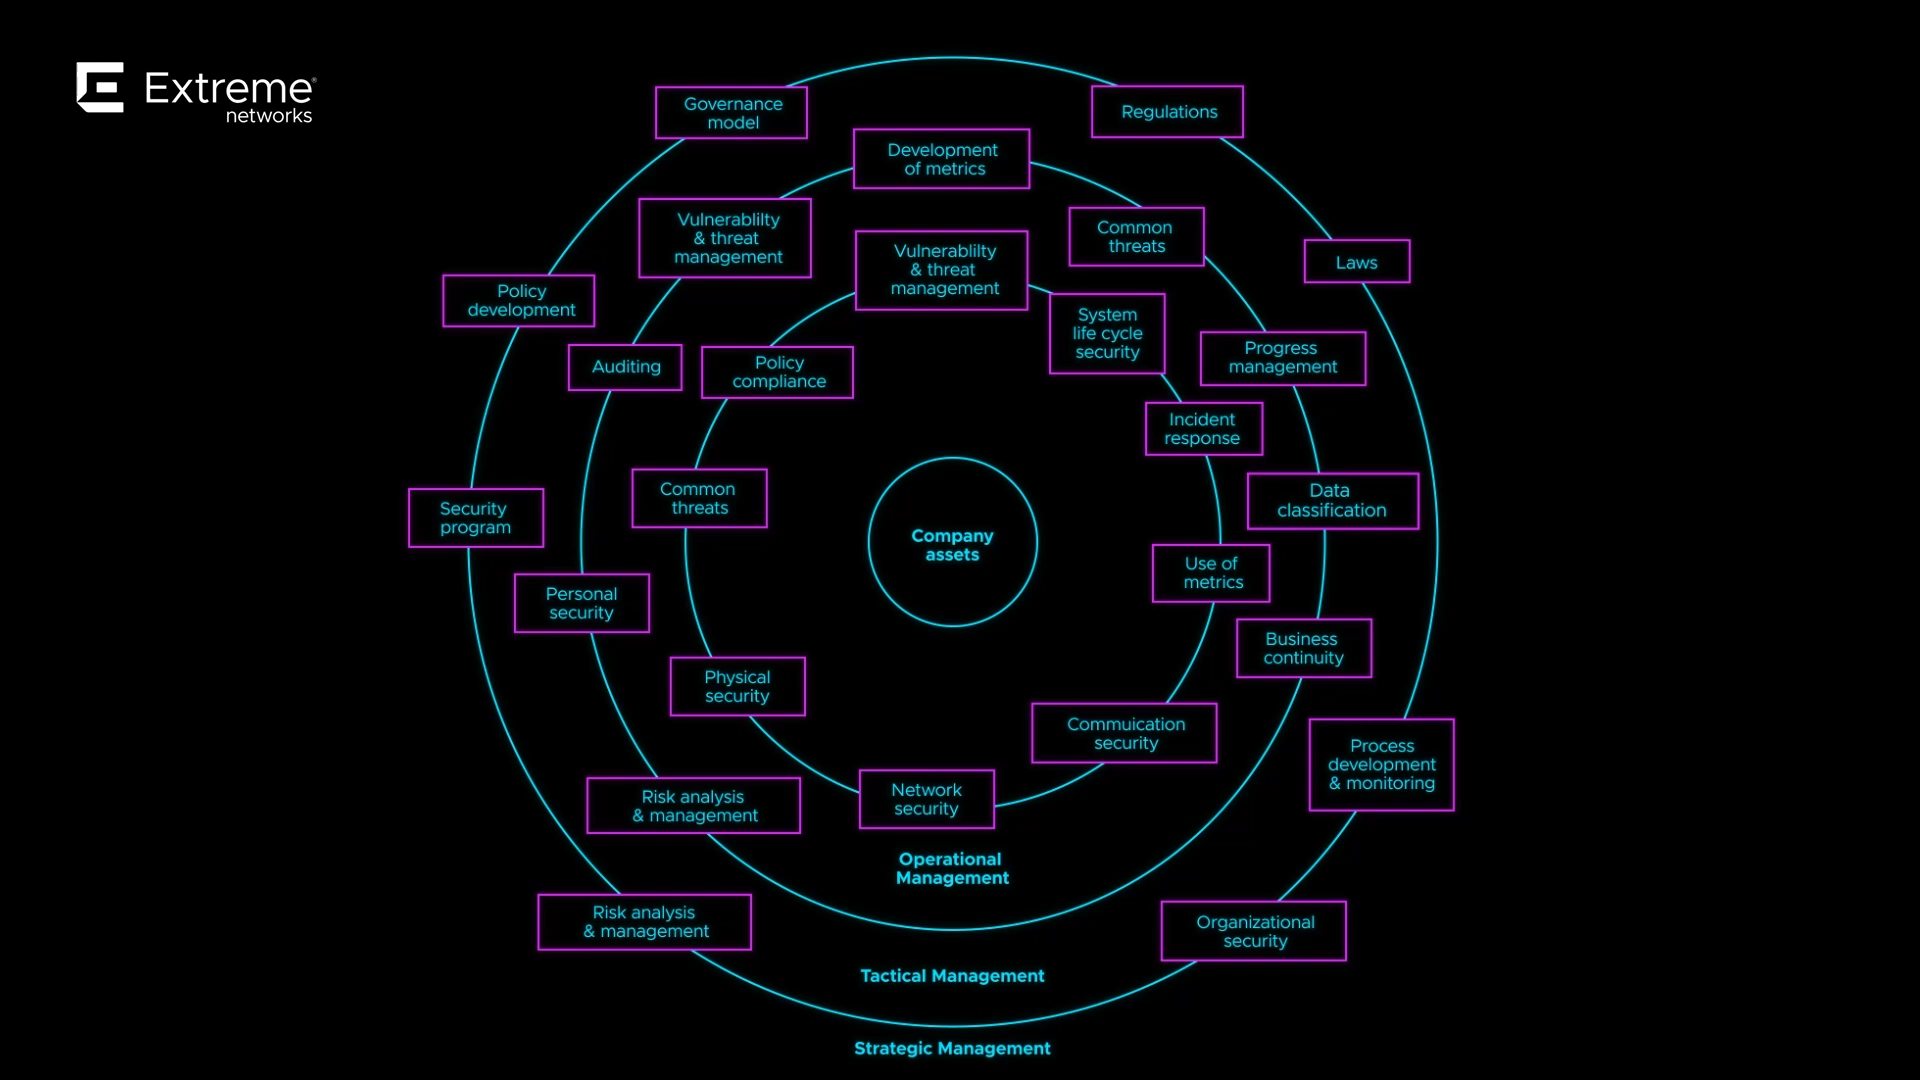 Extreme®
networks
Governance
model
Regulations
Development
of metrics
Vulnerablilty
& threat
management
Common
threats
Vulnerablilty
& threat
management
Laws
Policy
development
System
life cycle
security
Auditing
Policy
compliance
Progress
management
Incident
response
Common
threats
Data
classification
Security
program
Company
assets
Use of
metrics
Personal
security
Business
continuity
Physical
security
Commuication
security
Process
development
& monitoring
Risk analysis
& management
Network
security
Operational
Management
Risk analysis
& management
Organizational
security
Tactical Management
Strategic Management